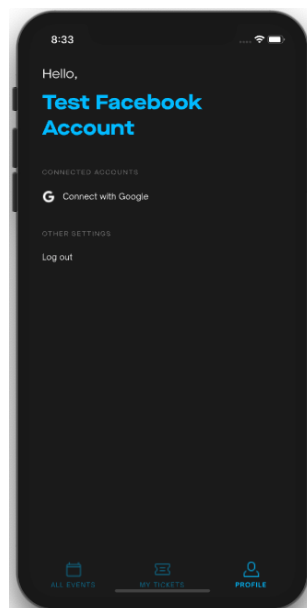 8:33
Hello,
Test Facebook
Account
CONNECTED ACCOUNTS
G Connect with Google
OTHER SETTINGS
Log out
ALL EVENTS MY TICKETS PROFILE